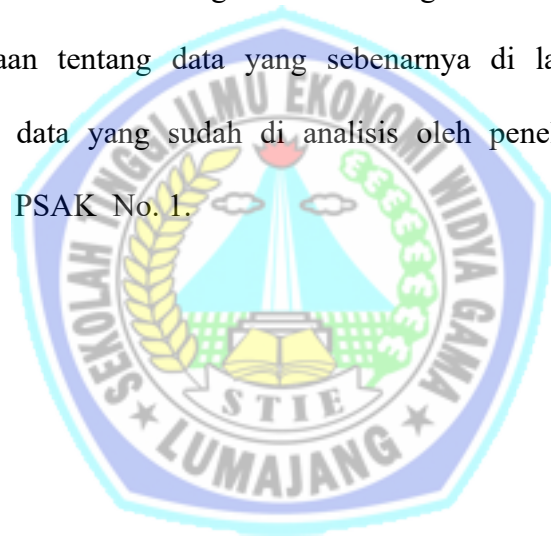 aan tentang data yang sebenarnya di la
data yang sudah di analisis oleh pene
PSAK No. 1.
SEKOLAH TINGGI ILMU EKONOMI WIDYA GAMA
STIE
LUMAJANG